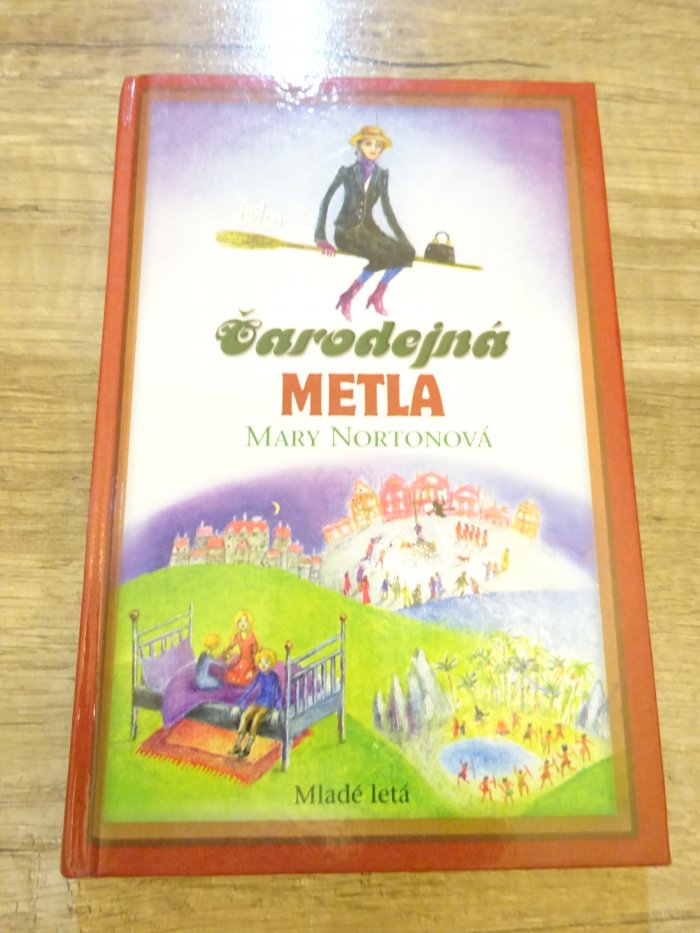 Čarodejná
METLA
MARY NORTONOVÁ
Mladé letá